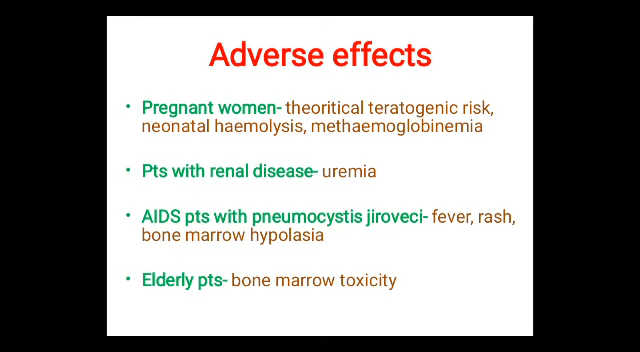 Adverse effects
• Pregnant women- theoritical teratogenic risk,
neonatal haemolysis, methaemoglobinemia
• Pts with renal disease- uremia
• AIDS pts with pneumocystis jiroveci- fever, rash,
bone marrow hypolasia
• Elderly pts- bone marrow toxicity